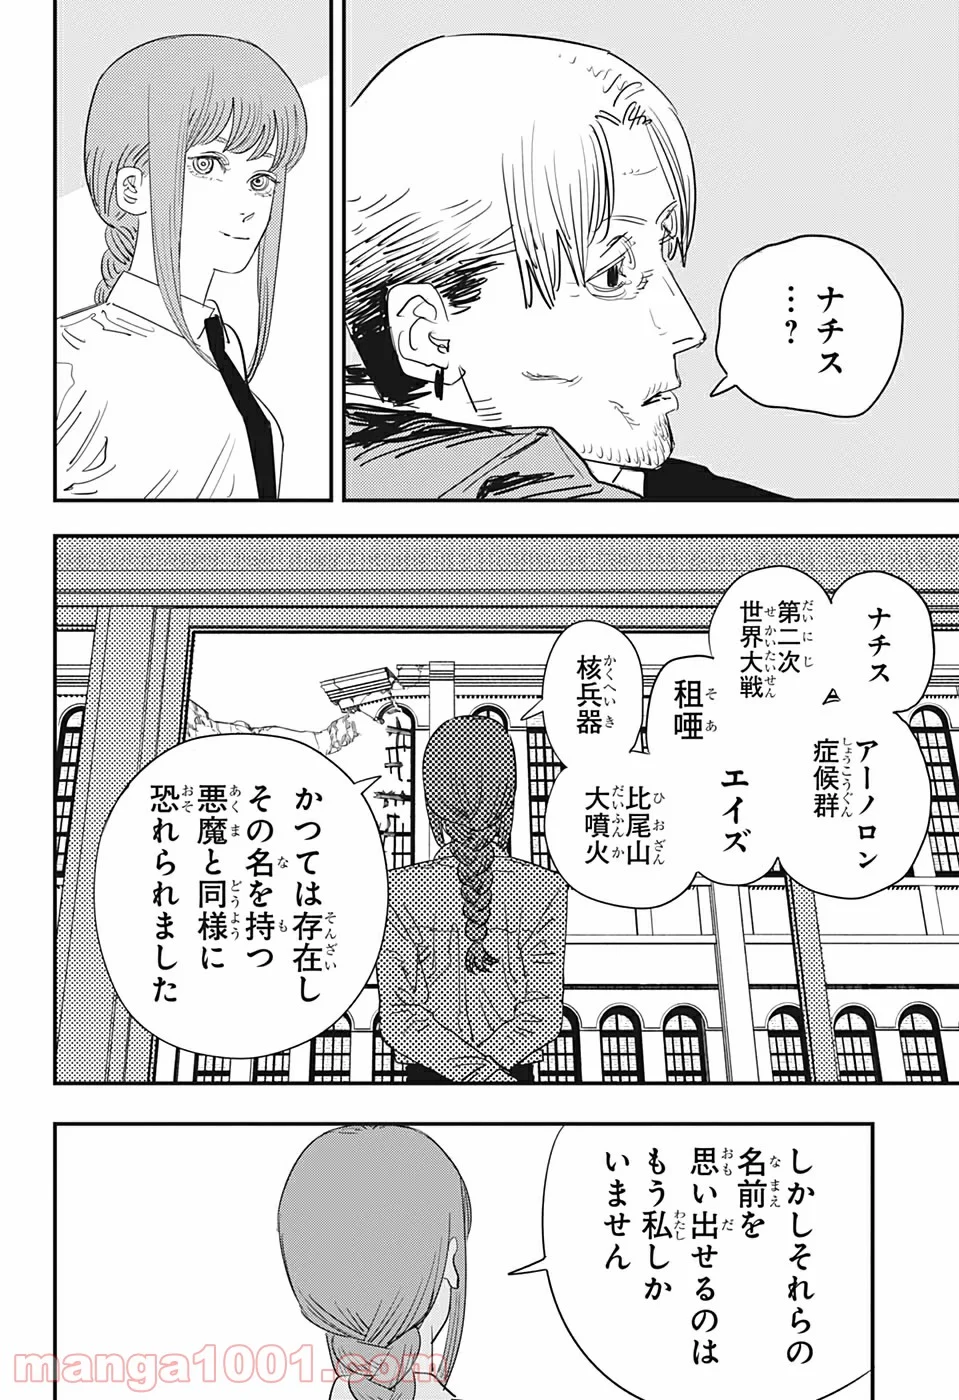 ナチス
…?
ナチス
第二次
世界大戦
アーノロン
症候群
租唖
エイズ
核兵器
比尾山
大噴火
かつては存在し
その名を持つ
悪魔と同様に
恐れられました
しかしそれらの
名前を
思い出せるのは
もう私しか
いません
manga1001.com